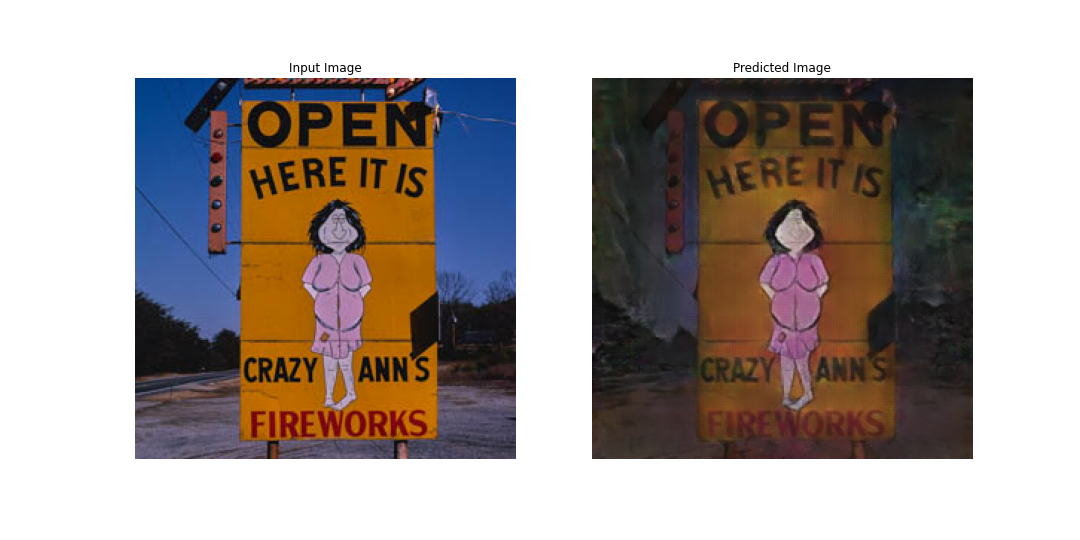 Input Image
OPEN
HERE IT IS
CRAZY ANN'S
FIREWORKS
Predicted Image
OPEN
HERE IT IS
CRAZY ANN'S
FIREWORKS